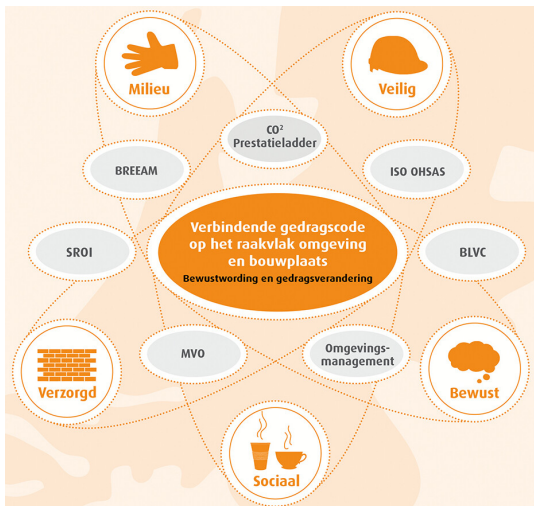 Milieu
Veilig
CO²
Prestatieladder
BREEAM
ISO OHSAS
Verbindende gedragscode
op het raakvlak omgeving
en bouwplaats
Bewustwording en gedragsverandering
SROI
BLVC
MVO
Omgevings-
management
Verzorgd
Bewust
Sociaal